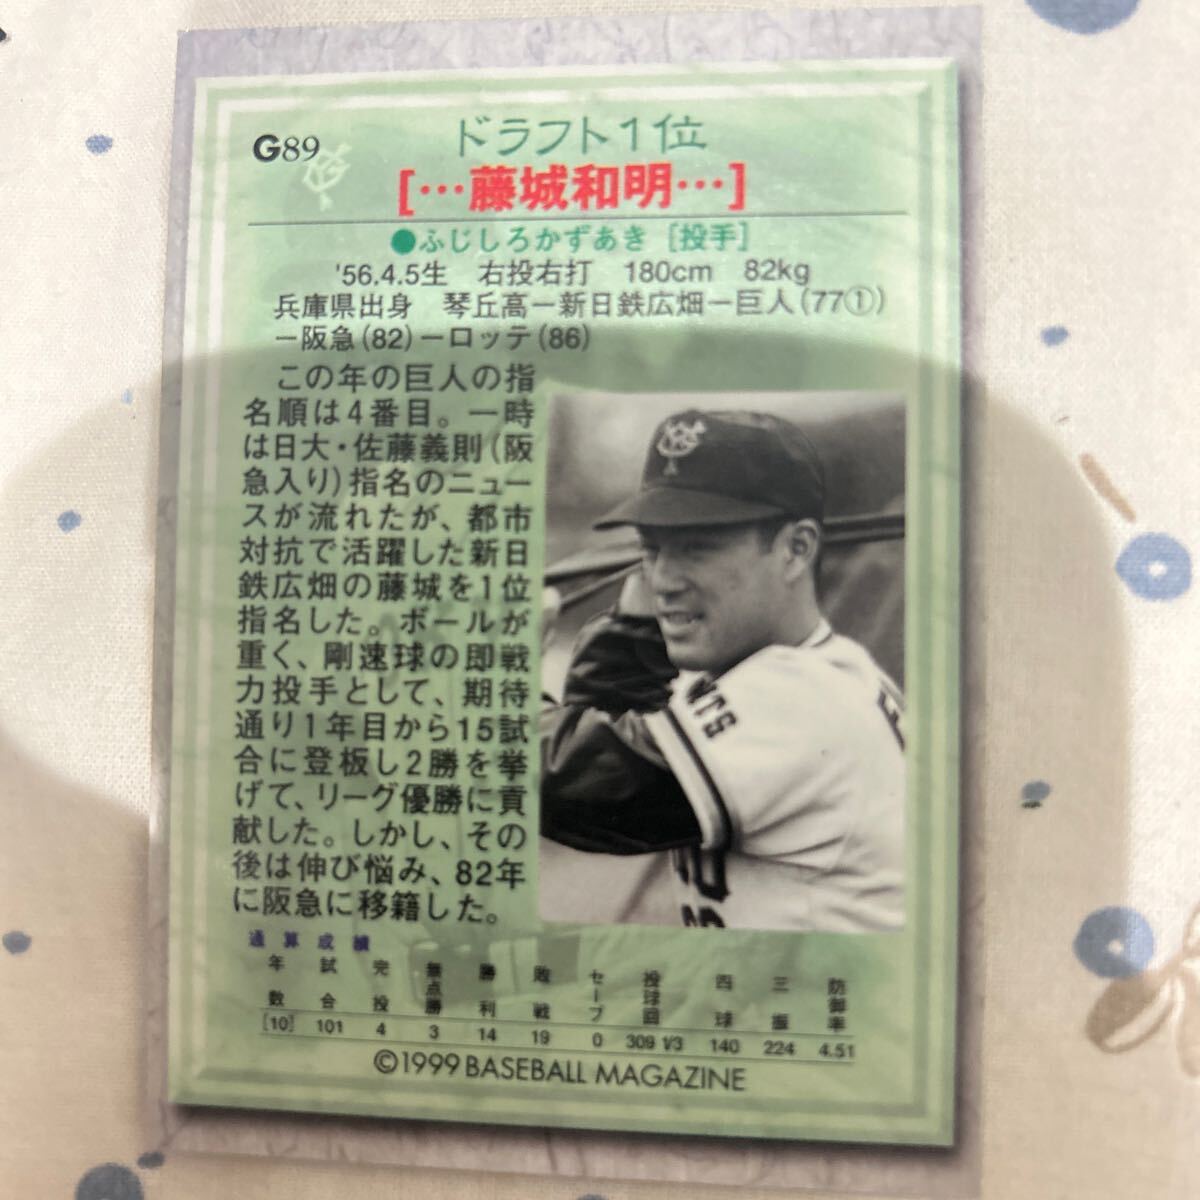 G89
ドラフト1位
[…藤城和明…]
●ふじしろかずあき [投手]
'56.4.5生 右投右打 180cm 82kg
兵庫県出身 琴丘高ー新日鉄広畑ー巨人(77①)
ー阪急(82)ーロッテ(86)
この年の巨人の指
名順は4番目。一時
は日大・佐藤義則(阪
急入り)指名のニュー
スが流れたが、都市
対抗で活躍した新日
鉄広畑の藤城を1位
指名した。ボールが
重く、剛速球の即戦
力投手として、期待
通り1年目から15試
合に登板し2勝を挙
げて、リーグ優勝に貢
献した。しかし、その
後は伸び悩み、82年
に阪急に移籍した。
通算成績
年数 試合 完投 無点勝 勝利 敗戦 セーブ 投球回 四球 三振 防御率
[10] 101 4 3 14 19 0 309 1/3 140 224 4.51
©1999 BASEBALL MAGAZINE
NTS